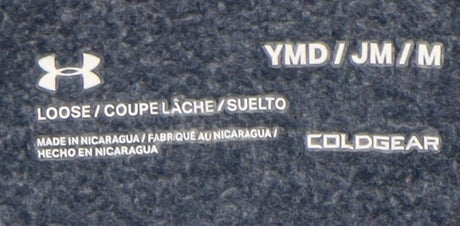 YMD / JM / M
LOOSE / COUPE LÂCHE / SUELTO
MADE IN NICARAGUA / FABRIQUÉ AU NICARAGUA /
HECHO EN NICARAGUA
COLDGEAR